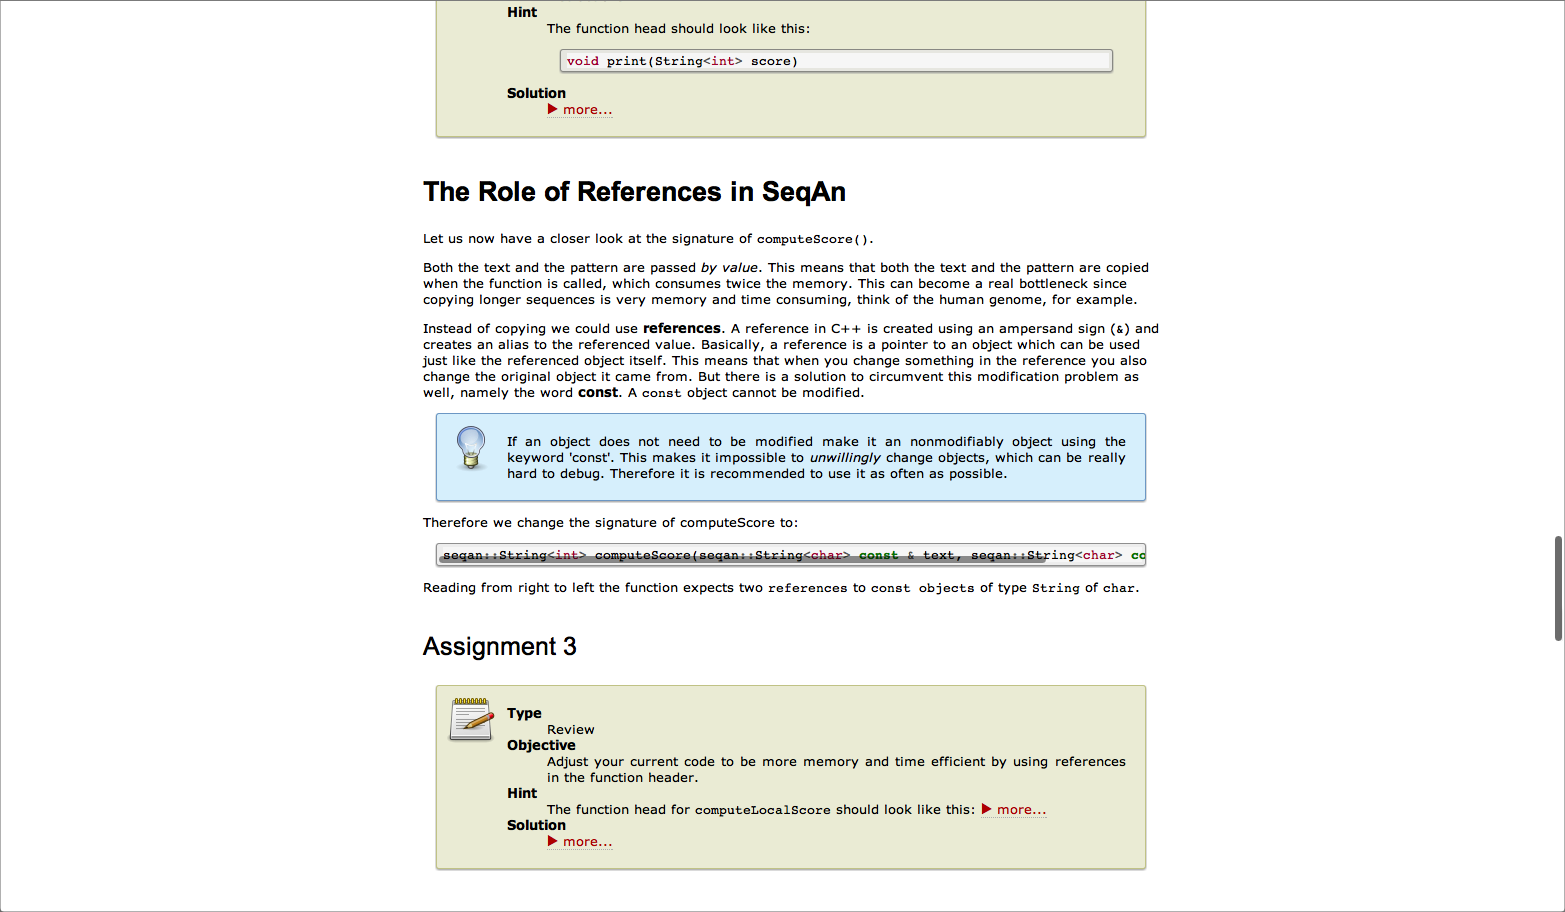 Hint
The function head should look like this:
void print(String<int> score)
Solution
▶ more...
The Role of References in SeqAn
Let us now have a closer look at the signature of computeScore().
Both the text and the pattern are passed by value. This means that both the text and the pattern are copied
when the function is called, which consumes twice the memory. This can become a real bottleneck since
copying longer sequences is very memory and time consuming, think of the human genome, for example.
Instead of copying we could use references. A reference in C++ is created using an ampersand sign (&) and
creates an alias to the referenced value. Basically, a reference is a pointer to an object which can be used
just like the referenced object itself. This means that when you change something in the reference you also
change the original object it came from. But there is a solution to circumvent this modification problem as
well, namely the word const. A const object cannot be modified.
If an object does not need to be modified make it an nonmodifiably object using the
keyword 'const'. This makes it impossible to unwillingly change objects, which can be really
hard to debug. Therefore it is recommended to use it as often as possible.
Therefore we change the signature of computeScore to:
seqan::String<int> computeScore(seqan::String<char> const & text, seqan::String<char> co
Reading from right to left the function expects two references to const objects of type String of char.
Assignment 3
Type
Review
Objective
Adjust your current code to be more memory and time efficient by using references
in the function header.
Hint
The function head for computeLocalScore should look like this: ▶ more...
Solution
▶ more...